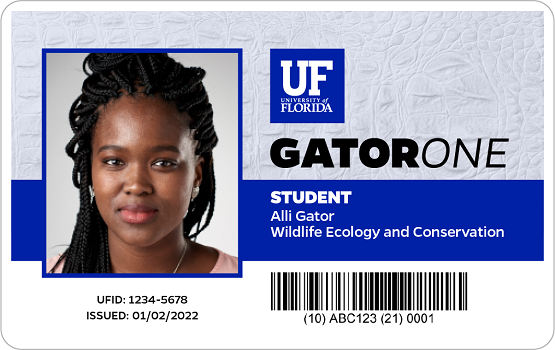 UF
UNIVERSITY of
FLORIDA
GATORONE
STUDENT
Alli Gator
Wildlife Ecology and Conservation
UFID: 1234-5678
ISSUED: 01/02/2022
(10) ABC123 (21) 0001